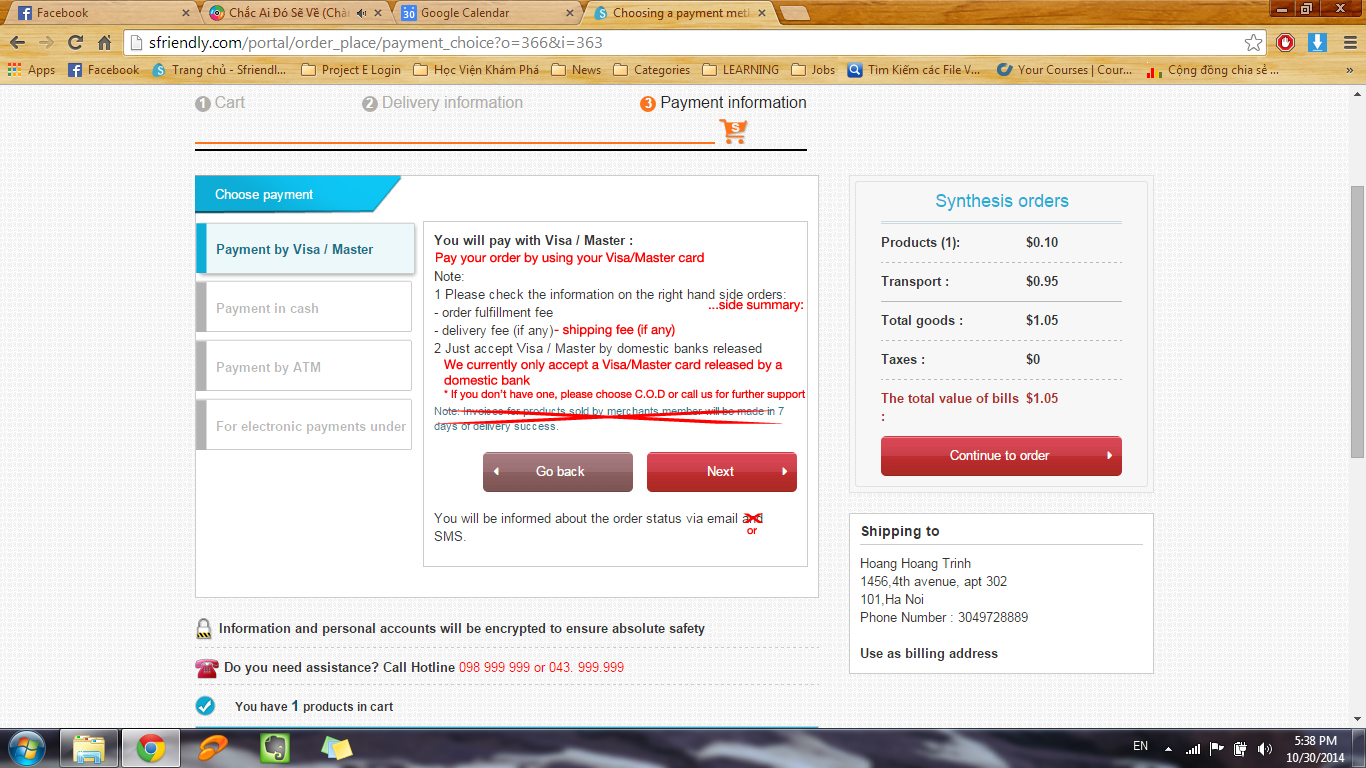 Facebook
Chắc Ai Đó Sẽ Về (Chà
Google Calendar
Choosing a payment met
sfriendly.com/portal/order_place/payment_choice?o=366&i=363
Apps
Facebook
Trang chủ - Sfriendl...
Project E Login
Học Viện Khám Phá
News
Categories
LEARNING
Jobs
Tìm Kiếm các File V...
Your Courses | Cour...
Cộng đồng chia sẻ ...
»
1 Cart
2 Delivery information
3 Payment information
Choose payment
Payment by Visa / Master
Payment in cash
Payment by ATM
For electronic payments under
You will pay with Visa / Master :
Pay your order by using your Visa/Master card
Note:
1 Please check the information on the right hand side orders:
...side summary:
- order fulfillment fee
- delivery fee (if any)- shipping fee (if any)
2 Just accept Visa / Master by domestic banks released
We currently only accept a Visa/Master card released by a
domestic bank
* If you don't have one, please choose C.O.D or call us for further support
Note: Invoices for products sold by merchants member will be made in 7
days of delivery success.
Go back
Next
You will be informed about the order status via email and
or
SMS.
Synthesis orders
Products (1): $0.10
Transport : $0.95
Total goods : $1.05
Taxes : $0
The total value of bills $1.05
:
Continue to order
Shipping to
Hoang Hoang Trinh
1456,4th avenue, apt 302
101,Ha Noi
Phone Number : 3049728889
Use as billing address
Information and personal accounts will be encrypted to ensure absolute safety
Do you need assistance? Call Hotline 098 999 999 or 043. 999.999
You have 1 products in cart
EN
5:38 PM
10/30/2014